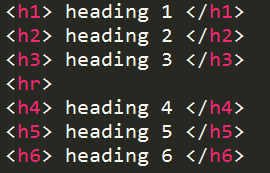 <h1> heading 1 </h1>
<h2> heading 2 </h2>
<h3> heading 3 </h3>
<hr>
<h4> heading 4 </h4>
<h5> heading 5 </h5>
<h6> heading 6 </h6>